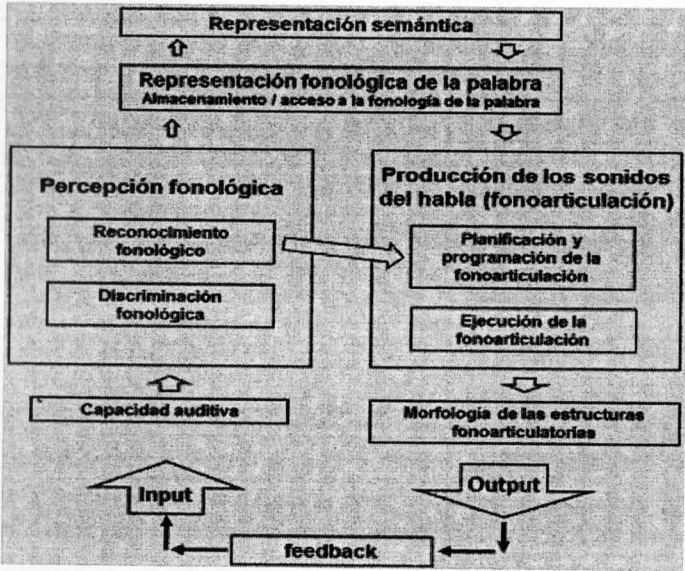 Representación semántica
Representación fonológica de la palabra
Almacenamiento / acceso a la fonología de la palabra
Percepción fonológica
Reconocimiento
fonológico
Discriminación
fonológica
Producción de los sonidos
del habla (fonoarticulación)
Planificación y
programación de la
fonoarticulación
Ejecución de la
fonoarticulación
Capacidad auditiva
Morfología de las estructuras
fonoarticulatorias
Input
Output
feedback